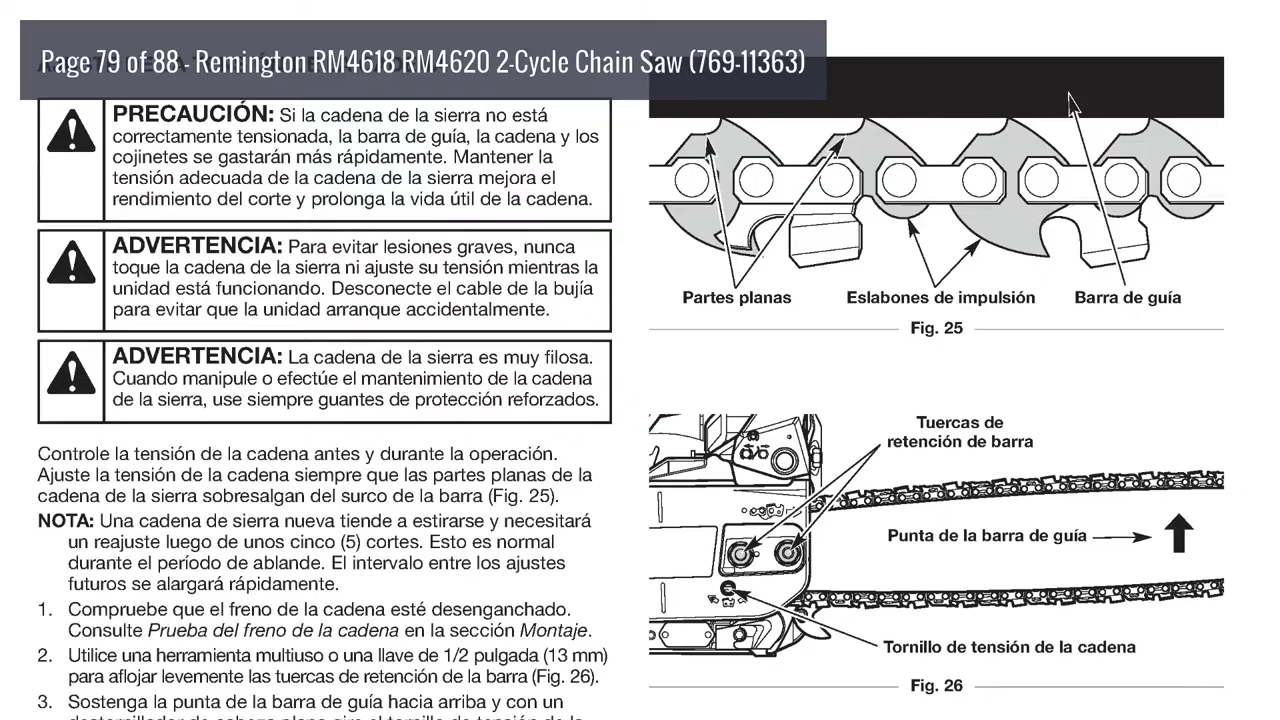 Page 79 of 88 - Remington RM4618 RM4620 2-Cycle Chain Saw (769-11363)
PRECAUCIÓN: Si la cadena de la sierra no está
correctamente tensionada, la barra de guía, la cadena y los
cojinetes se gastarán más rápidamente. Mantener la
tensión adecuada de la cadena de la sierra mejora el
rendimiento del corte y prolonga la vida útil de la cadena.
ADVERTENCIA: Para evitar lesiones graves, nunca
toque la cadena de la sierra ni ajuste su tensión mientras la
unidad está funcionando. Desconecte el cable de la bujía
para evitar que la unidad arranque accidentalmente.
ADVERTENCIA: La cadena de la sierra es muy filosa.
Cuando manipule o efectúe el mantenimiento de la cadena
de la sierra, use siempre guantes de protección reforzados.
Controle la tensión de la cadena antes y durante la operación.
Ajuste la tensión de la cadena siempre que las partes planas de la
cadena de la sierra sobresalgan del surco de la barra (Fig. 25).
NOTA: Una cadena de sierra nueva tiende a estirarse y necesitará
un reajuste luego de unos cinco (5) cortes. Esto es normal
durante el período de ablande. El intervalo entre los ajustes
futuros se alargará rápidamente.
1. Compruebe que el freno de la cadena esté desenganchado.
Consulte Prueba del freno de la cadena en la sección Montaje.
2. Utilice una herramienta multiuso o una llave de 1/2 pulgada (13 mm)
para aflojar levemente las tuercas de retención de la barra (Fig. 26).
3. Sostenga la punta de la barra de guía hacia arriba y con un
Partes planas
Eslabones de impulsión
Barra de guía
Fig. 25
Tuercas de
retención de barra
Punta de la barra de guía
Tornillo de tensión de la cadena
Fig. 26